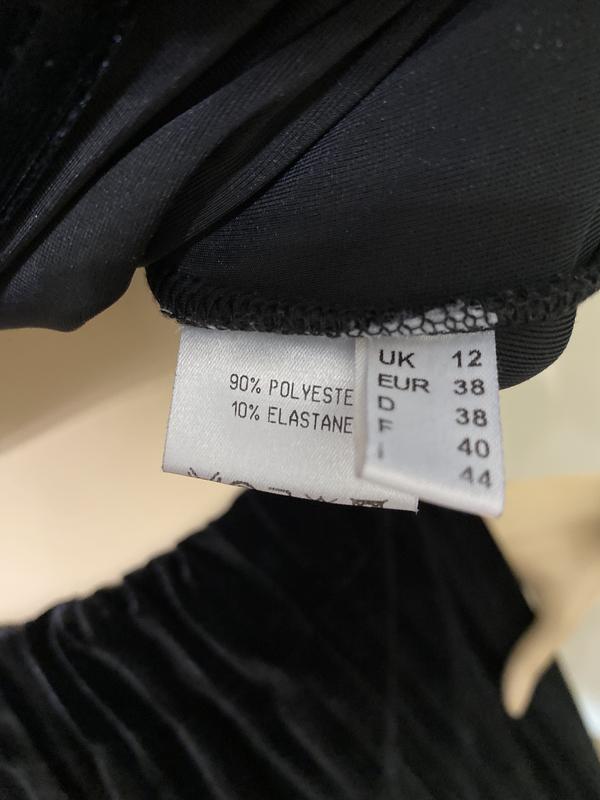 90% POLYESTE
10% ELASTANE
UK 12
EUR 38
D 38
F 40
I 44